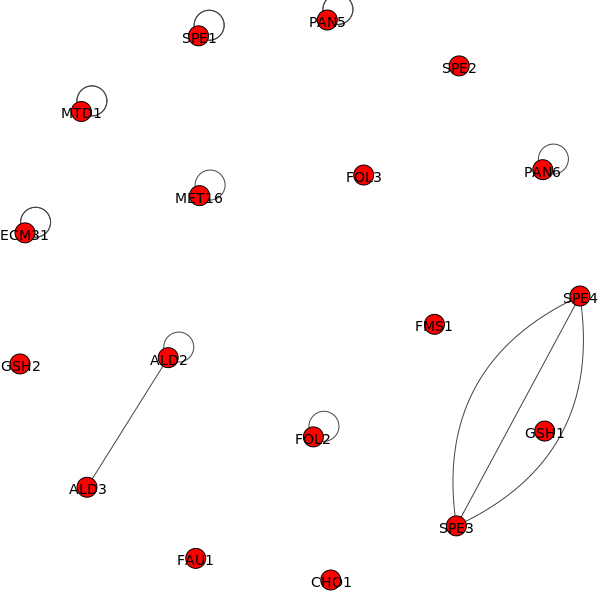 PAN5
SPE1
SPE2
MTD1
PAN6
FOL3
MET16
ECM31
SPE4
FMS1
ALD2
GSH2
GSH1
FOL2
ALD3
SPE3
FAU1
CHO1